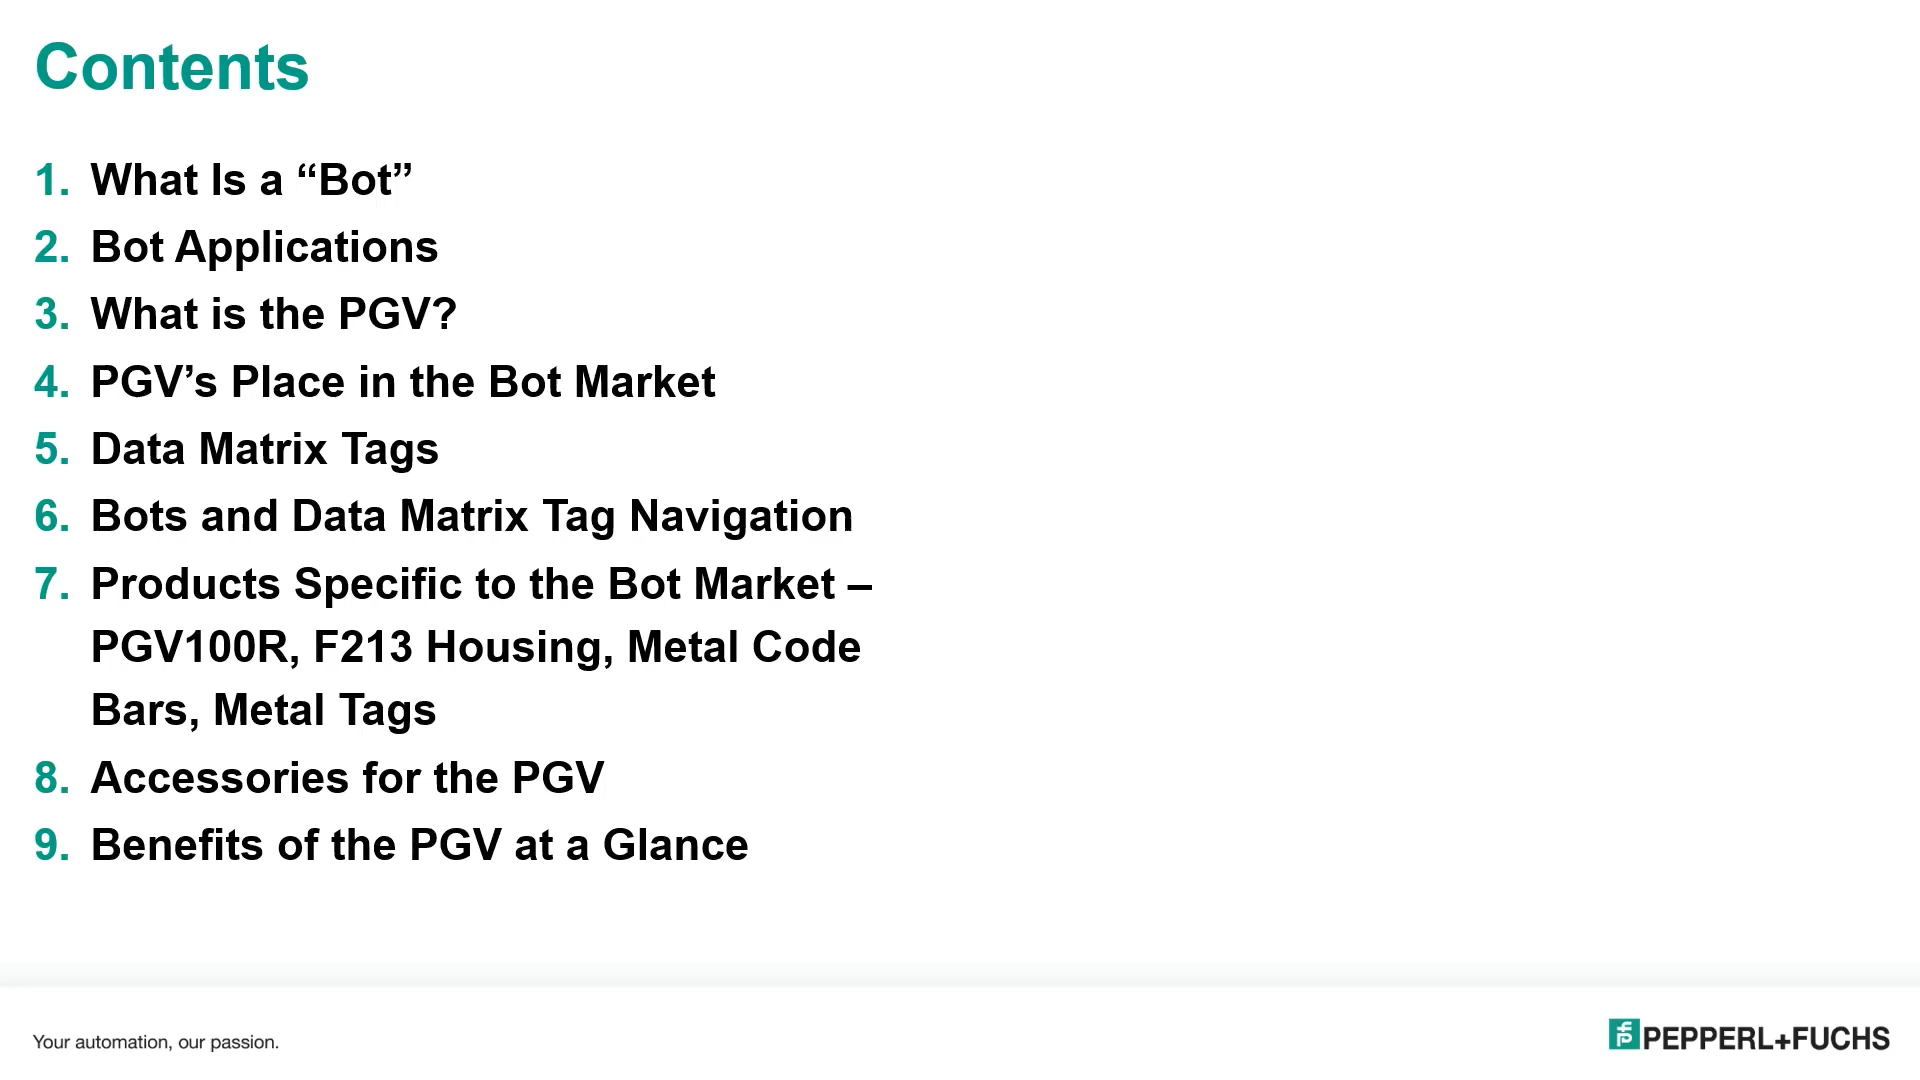 Contents
1. What Is a “Bot”
2. Bot Applications
3. What is the PGV?
4. PGV’s Place in the Bot Market
5. Data Matrix Tags
6. Bots and Data Matrix Tag Navigation
7. Products Specific to the Bot Market –
PGV100R, F213 Housing, Metal Code
Bars, Metal Tags
8. Accessories for the PGV
9. Benefits of the PGV at a Glance
Your automation, our passion.
PEPPERL+FUCHS